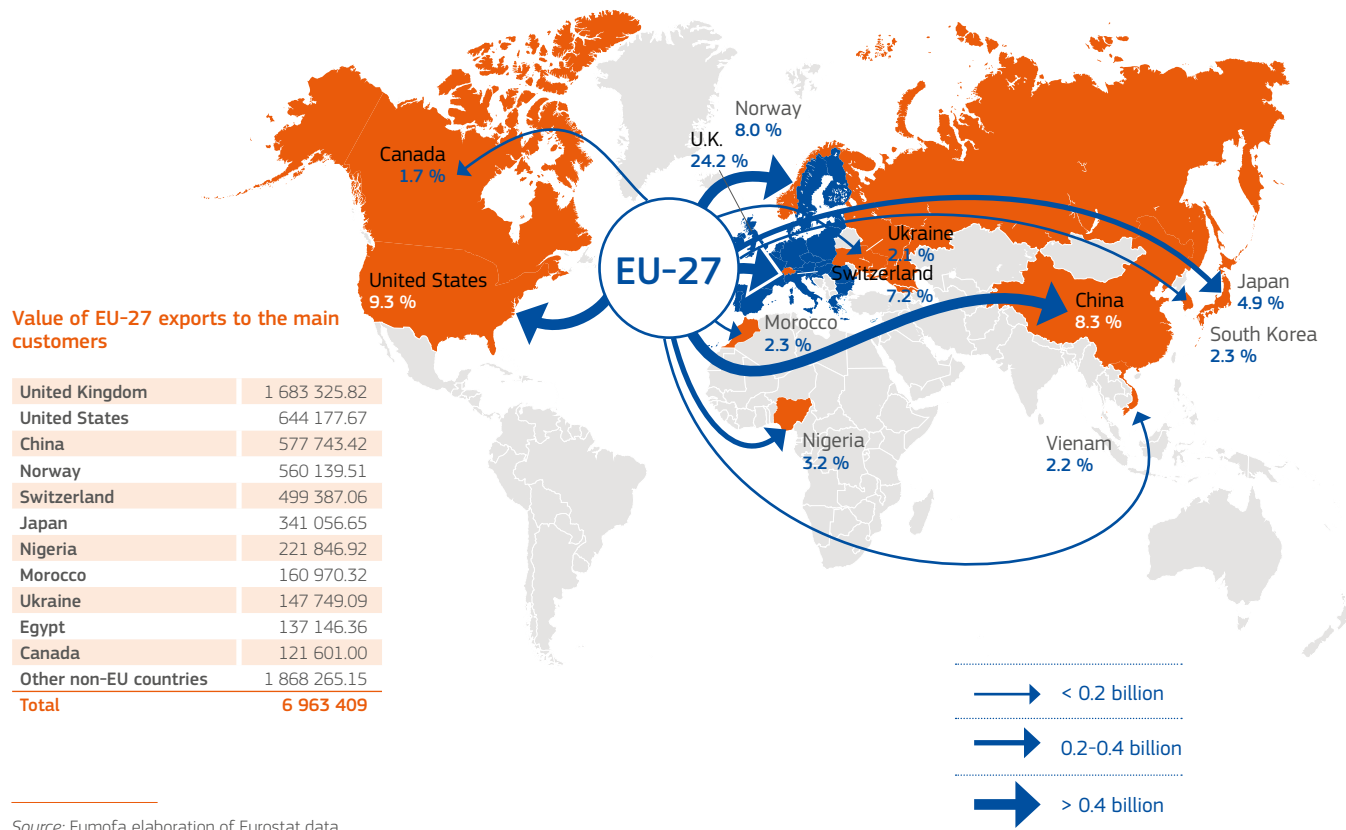 Norway
8.0 %
U.K.
24.2 %
Canada
1.7 %
Ukraine
2.1 %
Switzerland
7.2 %
EU-27
United States
9.3 %
Japan
4.9 %
China
8.3 %
South Korea
2.3 %
Morocco
2.3 %
Nigeria
3.2 %
Vienam
2.2 %
Value of EU-27 exports to the main
customers
United Kingdom 1 683 325.82
United States 644 177.67
China 577 743.42
Norway 560 139.51
Switzerland 499 387.06
Japan 341 056.65
Nigeria 221 846.92
Morocco 160 970.32
Ukraine 147 749.09
Egypt 137 146.36
Canada 121 601.00
Other non-EU countries 1 868 265.15
Total 6 963 409
< 0.2 billion
0.2-0.4 billion
> 0.4 billion
Source: Eumofa elaboration of Eurostat data